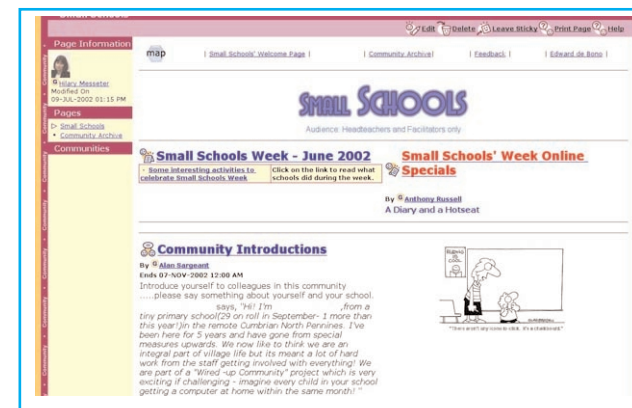 Small Schools
Edit Delete Leave Sticky Print Page Help
Page Information
Hilary Messeter
Modified On
09-JUL-2002 01:15 PM
Pages
Small Schools
Community Archive
Communities
map | Small Schools' Welcome Page | | Community Archive| | Feedback | | Edward de Bono |
SMALL SCHOOLS
Audience: Headteachers and Facilitators only
Small Schools Week - June 2002
Some interesting activities to celebrate Small Schools Week
Click on the link to read what schools did during the week.
Small Schools' Week Online Specials
By Anthony Russell
A Diary and a Hotseat
Community Introductions
By Alan Sargeant
Ends 07-NOV-2002 12:00 AM
Introduce yourself to colleagues in this community
.....please say something about yourself and your school.
says, "Hi! I'm ,from a
tiny primary school(29 on roll in September- 1 more than
this year!)in the remote Cumbrian North Pennines. I've
been here for 5 years and have gone from special
measures upwards. We now like to think we are an
integral part of village life but its meant a lot of hard
work from the staff getting involved with everything! We
are part of a "Wired -up Community" project which is very
exciting if challenging - imagine every child in your school
getting a computer at home within the same month! "
"There aren't any icons to click. It's a chalkboard."